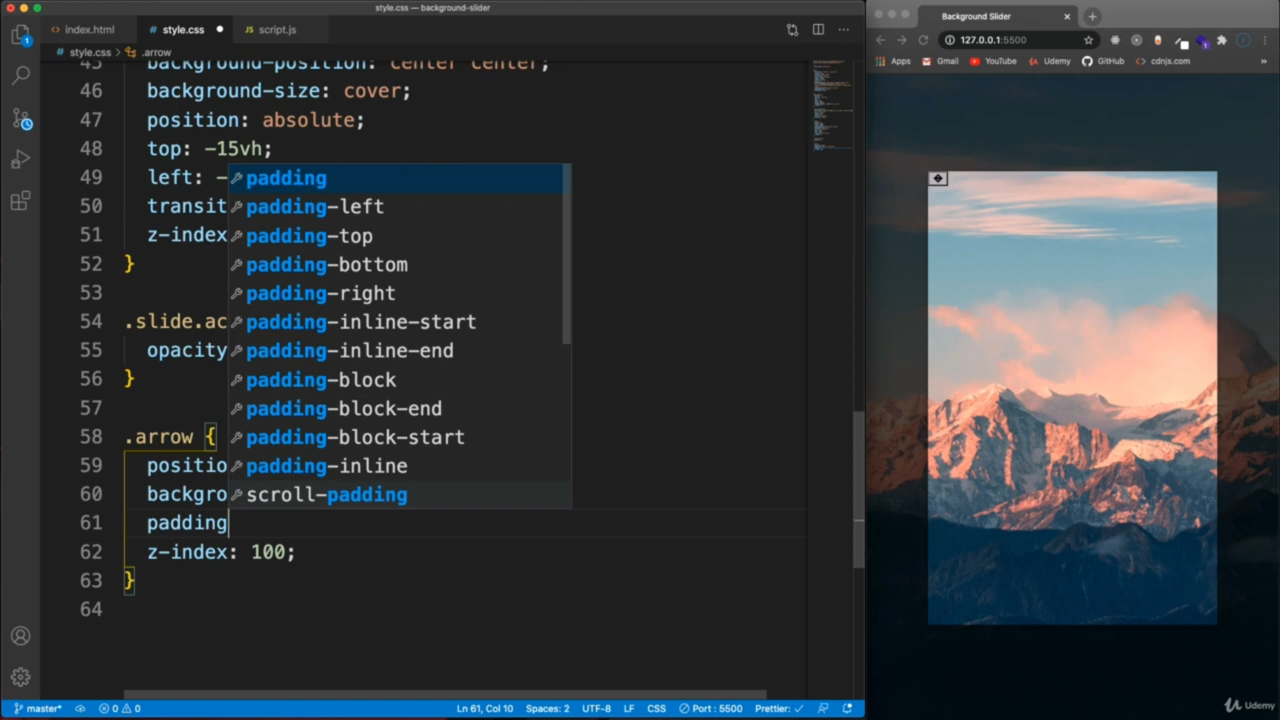 style.css — background-slider
index.html
style.css
script.js
style.css > .arrow
45 background-position: center center;
46 background-size: cover;
47 position: absolute;
48 top: -15vh;
49 left: -
50 transit
51 z-index
52 }
53
54 .slide.ac
55 opacity
56 }
57
58 .arrow {
59 positio
60 backgro
61 padding
62 z-index: 100;
63 }
64
padding
padding-left
padding-top
padding-bottom
padding-right
padding-inline-start
padding-inline-end
padding-block
padding-block-end
padding-block-start
padding-inline
scroll-padding
1
master*
0 0
Ln 61, Col 10
Spaces: 2
UTF-8
LF
CSS
Port : 5500
Prettier: ✓
Background Slider
127.0.0.1:5500
Apps
Gmail
YouTube
Udemy
GitHub
cdnjs.com
»
Udemy